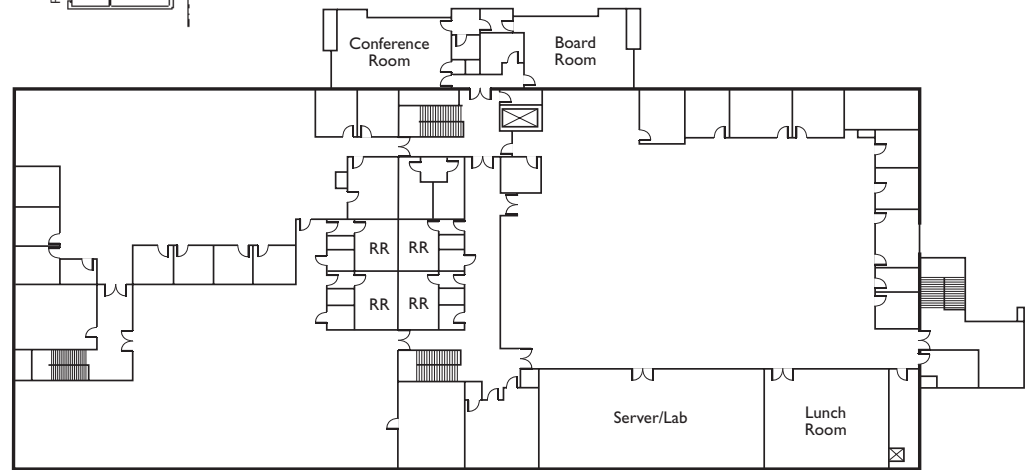 Conference
Room
Board
Room
RR
RR
RR
RR
Server/Lab
Lunch
Room